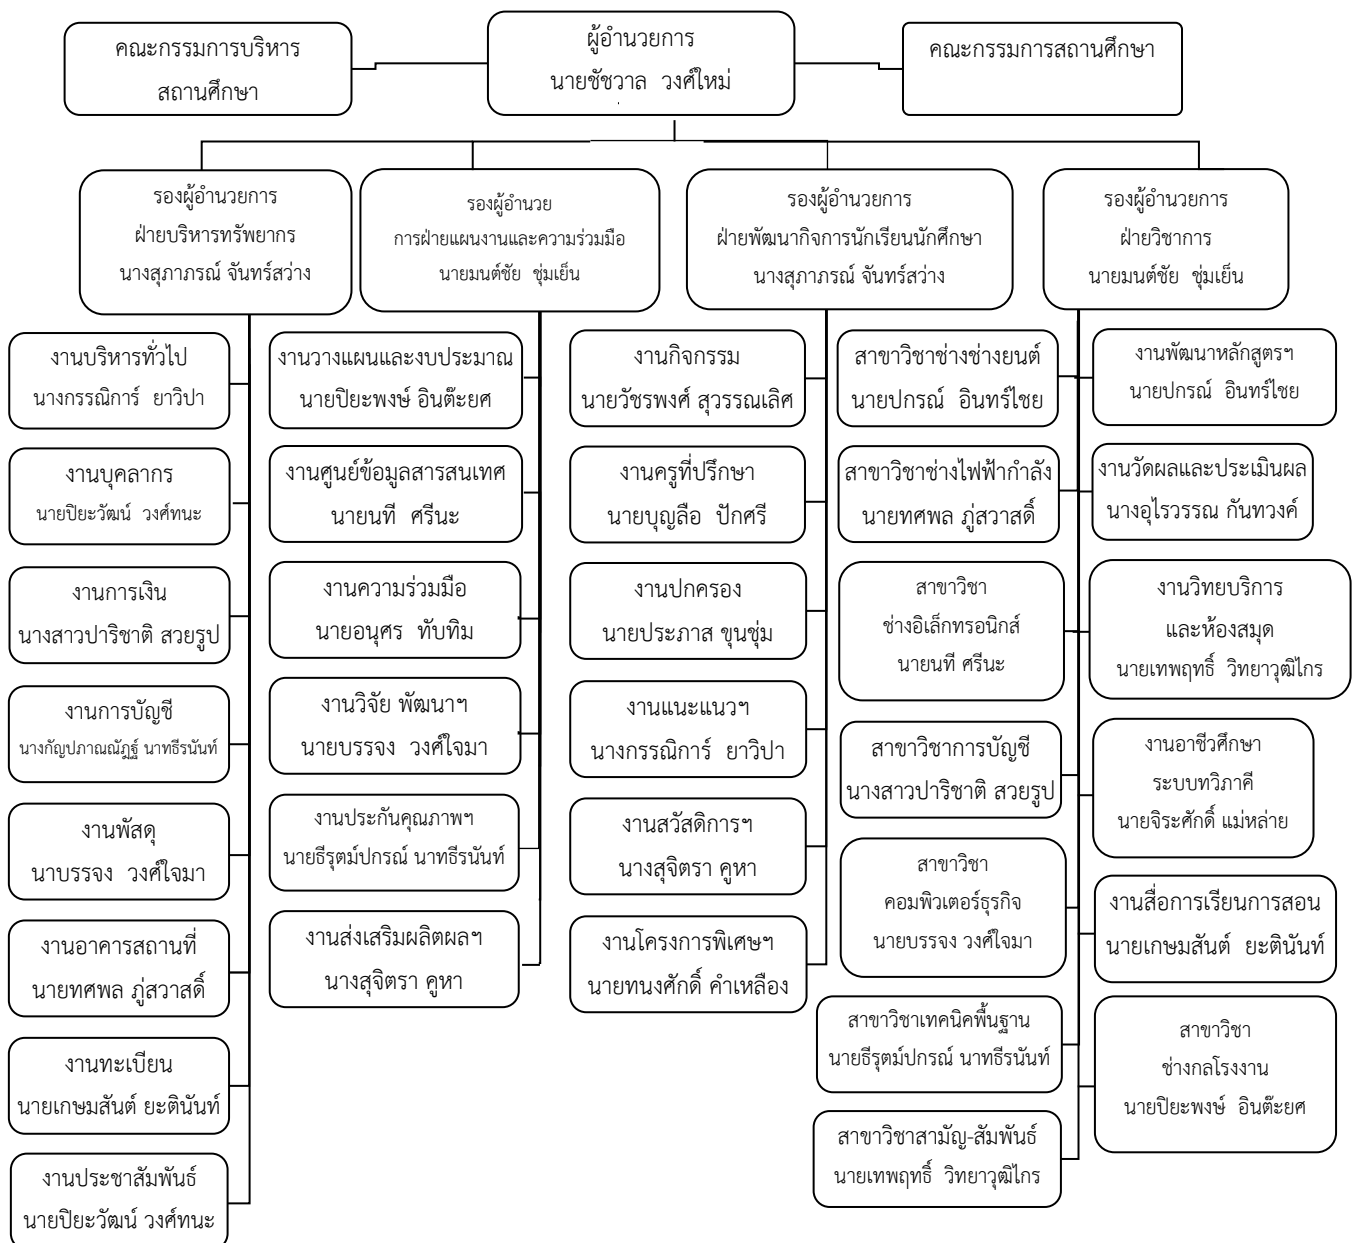 คณะกรรมการบริหาร
สถานศึกษา
ผู้อำนวยการ
นายชัชวาล วงศ์ใหม่
คณะกรรมการสถานศึกษา
รองผู้อำนวยการ
ฝ่ายบริหารทรัพยากร
นางสุภาภรณ์ จันทร์สว่าง
รองผู้อำนวย
การฝ่ายแผนงานและความร่วมมือ
นายมนต์ชัย ชุ่มเย็น
รองผู้อำนวยการ
ฝ่ายพัฒนากิจการนักเรียนนักศึกษา
นางสุภาภรณ์ จันทร์สว่าง
รองผู้อำนวยการ
ฝ่ายวิชาการ
นายมนต์ชัย ชุ่มเย็น
งานบริหารทั่วไป
นางกรรณิการ์ ยาวิปา
งานบุคลากร
นายปิยะวัฒน์ วงศ์ทนะ
งานการเงิน
นางสาวปาริชาติ สวยรูป
งานการบัญชี
นางกัญปภาณณัฎฐ์ นาทธีรนันท์
งานพัสดุ
นาบรรจง วงศ์ใจมา
งานอาคารสถานที่
นายทศพล ภู่สวาสดิ์
งานทะเบียน
นายเกษมสันต์ ยะตินันท์
งานประชาสัมพันธ์
นายปิยะวัฒน์ วงศ์ทนะ
งานวางแผนและงบประมาณ
นายปิยะพงษ์ อินต๊ะยศ
งานศูนย์ข้อมูลสารสนเทศ
นายนที ศรีนะ
งานความร่วมมือ
นายอนุศร ทับทิม
งานวิจัย พัฒนาฯ
นายบรรจง วงศ์ใจมา
งานประกันคุณภาพฯ
นายธีรุตม์ปกรณ์ นาทธีรนันท์
งานส่งเสริมผลิตผลฯ
นางสุจิตรา คูหา
งานกิจกรรม
นายวัชรพงศ์ สุวรรณเลิศ
งานครูที่ปรึกษา
นายบุญลือ ปักศรี
งานปกครอง
นายประภาส ขุนชุ่ม
งานแนะแนวฯ
นางกรรณิการ์ ยาวิปา
งานสวัสดิการฯ
นางสุจิตรา คูหา
งานโครงการพิเศษฯ
นายทนงศักดิ์ คำเหลือง
สาขาวิชาช่างช่างยนต์
นายปกรณ์ อินทร์ไชย
สาขาวิชาช่างไฟฟ้ากำลัง
นายทศพล ภู่สวาสดิ์
สาขาวิชา
ช่างอิเล็กทรอนิกส์
นายนที ศรีนะ
สาขาวิชาการบัญชี
นางสาวปาริชาติ สวยรูป
สาขาวิชา
คอมพิวเตอร์ธุรกิจ
นายบรรจง วงศ์ใจมา
สาขาวิชาเทคนิคพื้นฐาน
นายธีรุตม์ปกรณ์ นาทธีรนันท์
สาขาวิชาสามัญ-สัมพันธ์
นายเทพฤทธิ์ วิทยาวุฒิไกร
งานพัฒนาหลักสูตรฯ
นายปกรณ์ อินทร์ไชย
งานวัดผลและประเมินผล
นางอุไรวรรณ กันทวงค์
งานวิทยบริการ
และห้องสมุด
นายเทพฤทธิ์ วิทยาวุฒิไกร
งานอาชีวศึกษา
ระบบทวิภาคี
นายจิระศักดิ์ แม่หล่าย
งานสื่อการเรียนการสอน
นายเกษมสันต์ ยะตินันท์
สาขาวิชา
ช่างกลโรงงาน
นายปิยะพงษ์ อินต๊ะยศ